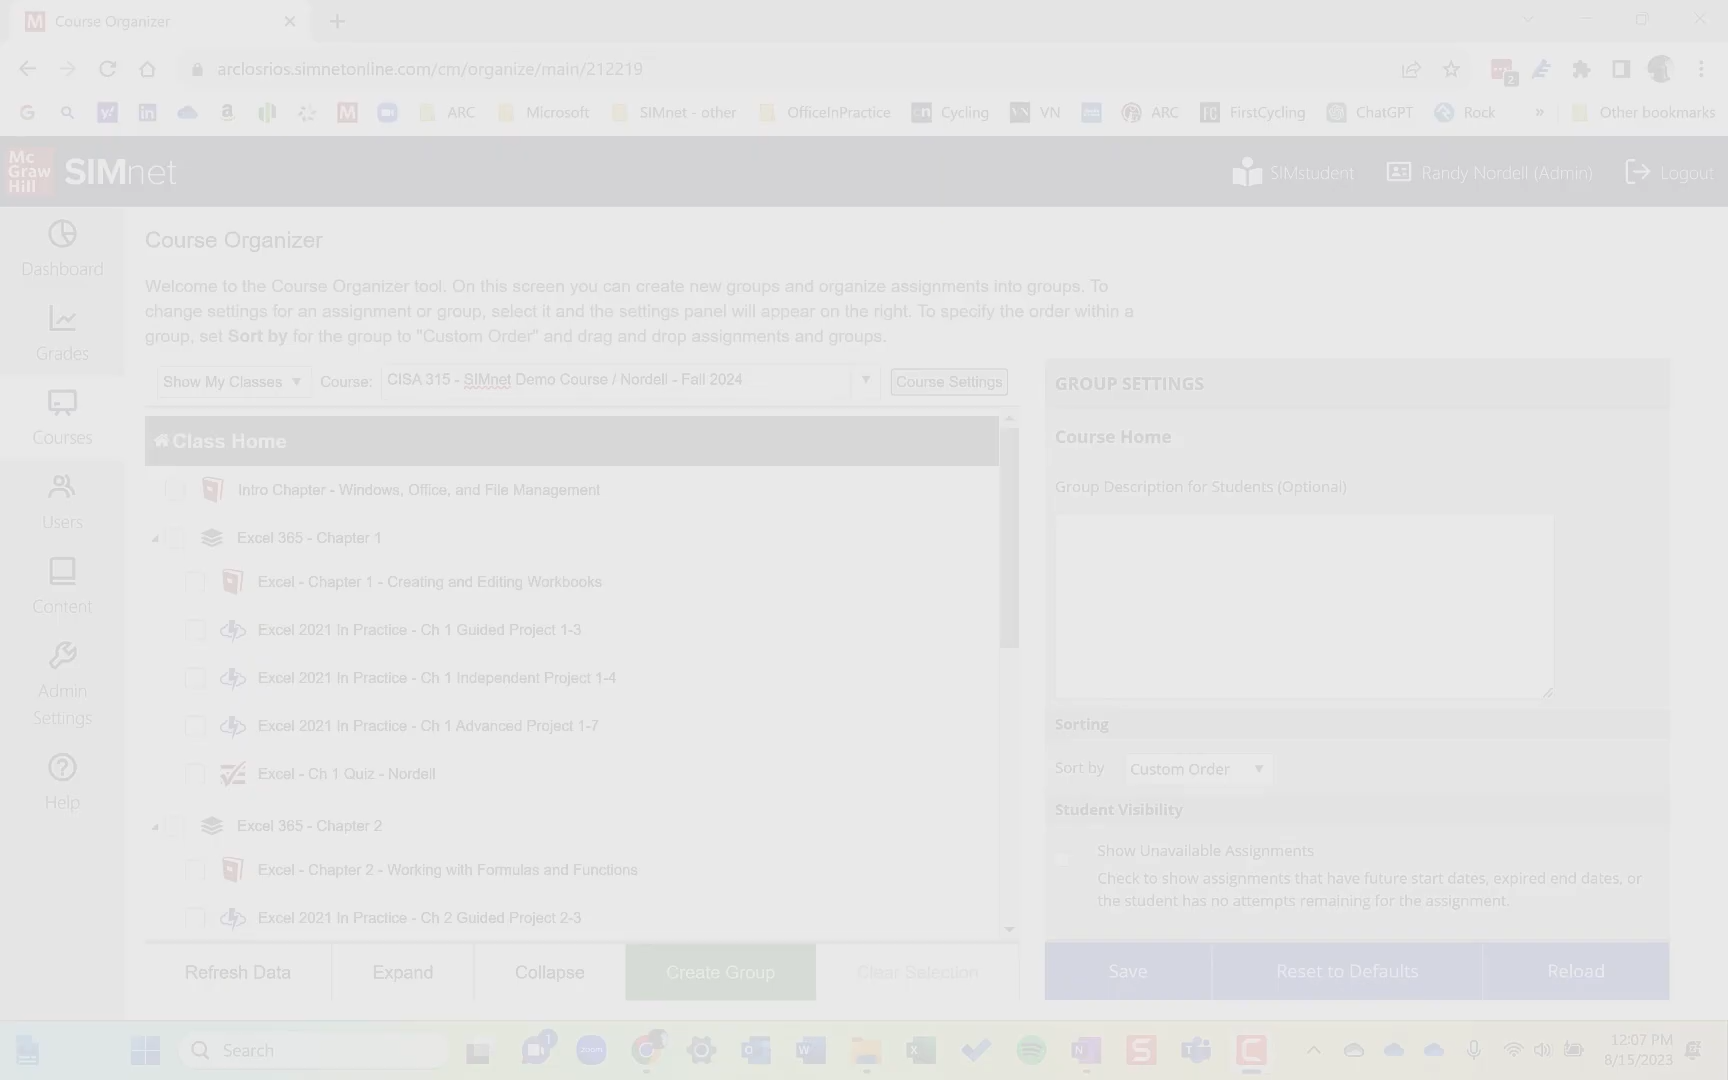 Course Organizer
arclosrios.simnetonline.com/cm/organize/main/212219
2
ARC
Microsoft
SIMnet - other
OfficeInPractice
Cycling
VN
ARC
FirstCycling
ChatGPT
Rock
»
Other bookmarks
Mc
Graw
Hill
SIMnet
SIMstudent
Randy Nordell (Admin)
Logout
Dashboard
Grades
Courses
Users
Content
Admin
Settings
Help
Course Organizer
Welcome to the Course Organizer tool. On this screen you can create new groups and organize assignments into groups. To
change settings for an assignment or group, select it and the settings panel will appear on the right. To specify the order within a
group, set Sort by for the group to "Custom Order" and drag and drop assignments and groups.
Show My Classes
Course:
CISA 315 - SIMnet Demo Course / Nordell - Fall 2024
Course Settings
Class Home
Intro Chapter - Windows, Office, and File Management
Excel 365 - Chapter 1
Excel - Chapter 1 - Creating and Editing Workbooks
Excel 2021 In Practice - Ch 1 Guided Project 1-3
Excel 2021 In Practice - Ch 1 Independent Project 1-4
Excel 2021 In Practice - Ch 1 Advanced Project 1-7
Excel - Ch 1 Quiz - Nordell
Excel 365 - Chapter 2
Excel - Chapter 2 - Working with Formulas and Functions
Excel 2021 In Practice - Ch 2 Guided Project 2-3
Refresh Data
Expand
Collapse
Create Group
Clear Selection
GROUP SETTINGS
Course Home
Group Description for Students (Optional)
Sorting
Sort by
Custom Order
Student Visibility
Show Unavailable Assignments
Check to show assignments that have future start dates, expired end dates, or
the student has no attempts remaining for the assignment.
Save
Reset to Defaults
Reload
Search
1
zoom
12:07 PM
8/15/2023